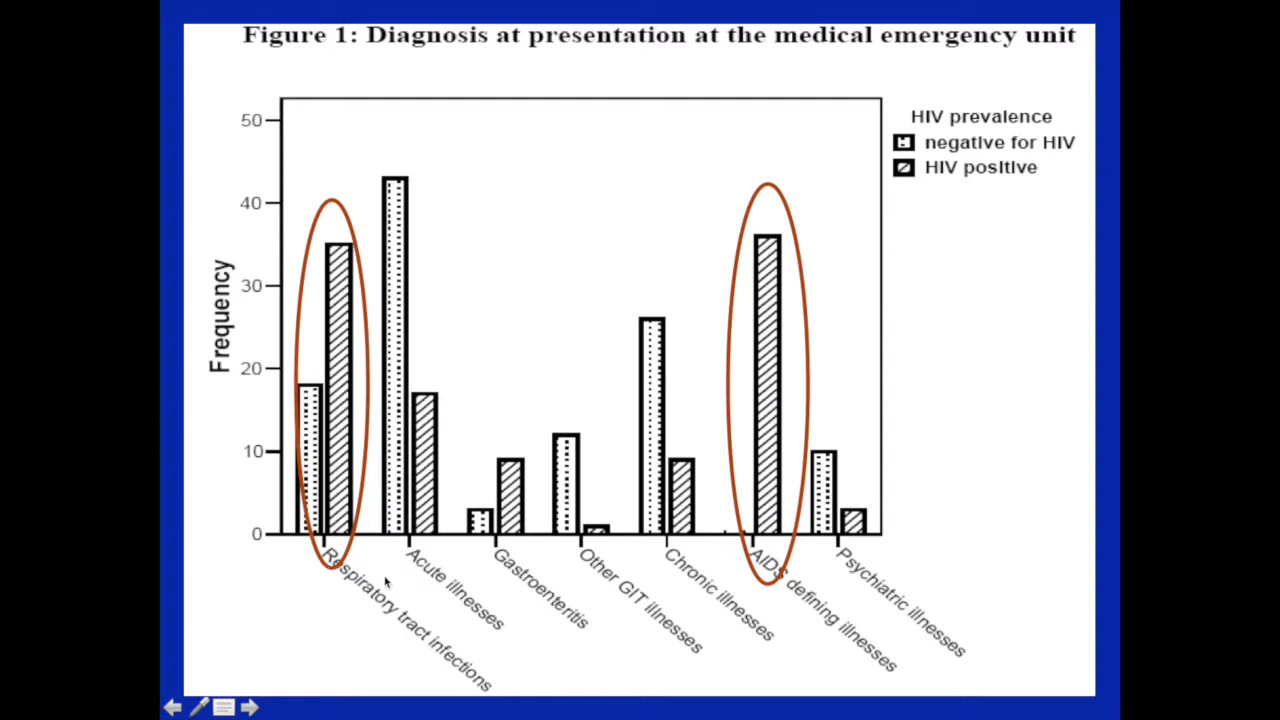 Figure 1: Diagnosis at presentation at the medical emergency unit
HIV prevalence
negative for HIV
HIV positive
Frequency
50
40
30
20
10
0
Respiratory tract infections
Acute illnesses
Gastroenteritis
Other GIT illnesses
Chronic illnesses
AIDS defining illnesses
Psychiatric illnesses